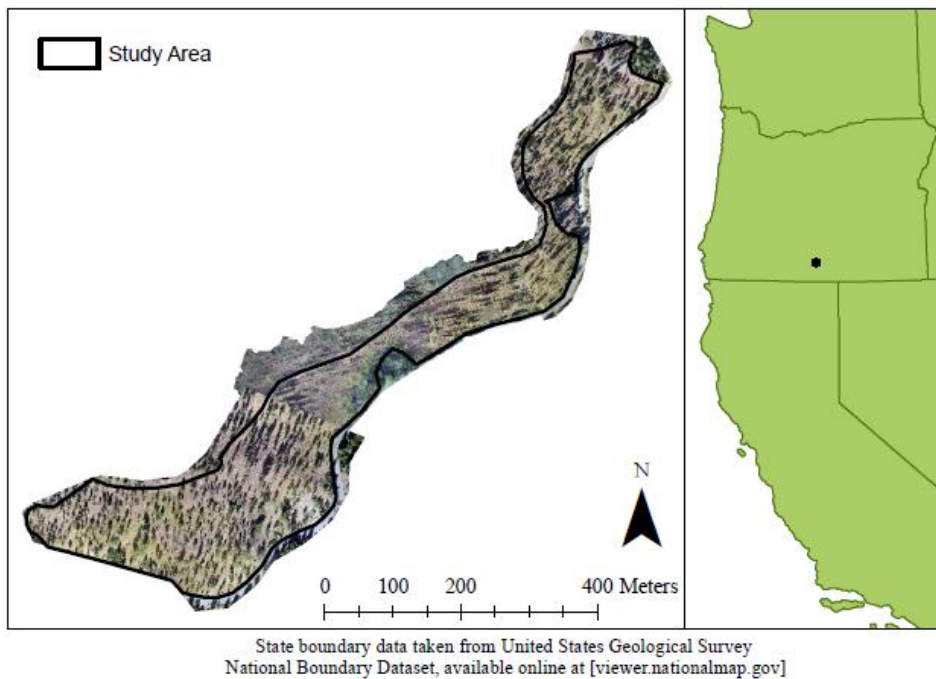 Study Area
N
0 100 200 400 Meters
State boundary data taken from United States Geological Survey
National Boundary Dataset, available online at [viewer.nationalmap.gov]